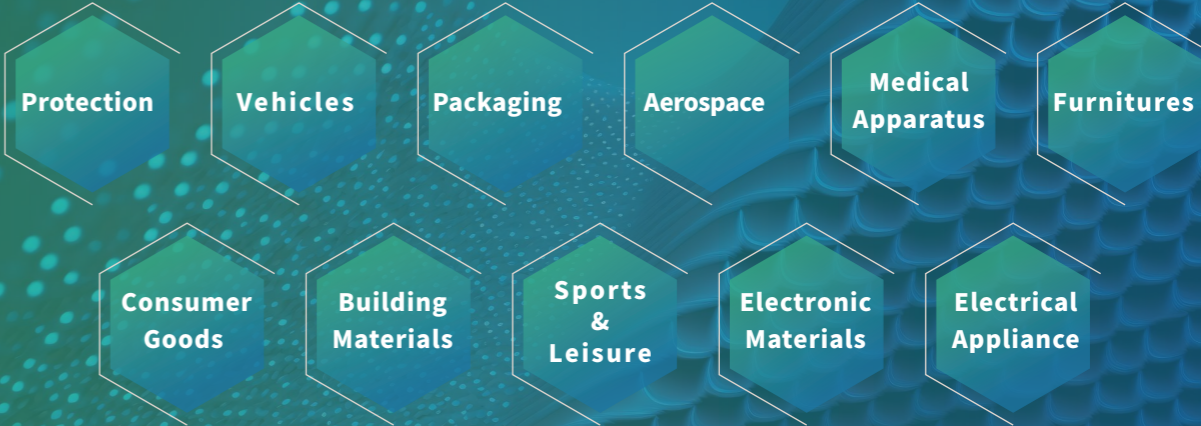 Protection
Vehicles
Packaging
Aerospace
Medical
Apparatus
Furnitures
Consumer
Goods
Building
Materials
Sports
&
Leisure
Electronic
Materials
Electrical
Appliance